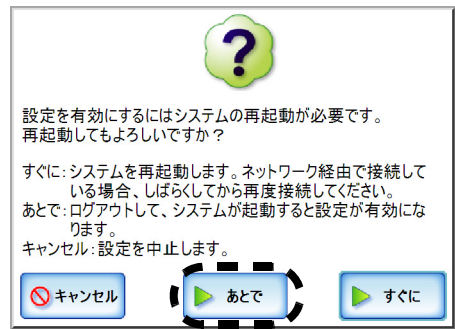 設定を有効にするにはシステムの再起動が必要です。
再起動してもよろしいですか？
すぐに：システムを再起動します。ネットワーク経由で接続して
いる場合、しばらくしてから再度接続してください。
あとで：ログアウトして、システムが起動すると設定が有効にな
ります。
キャンセル：設定を中止します。
キャンセル あとで すぐに